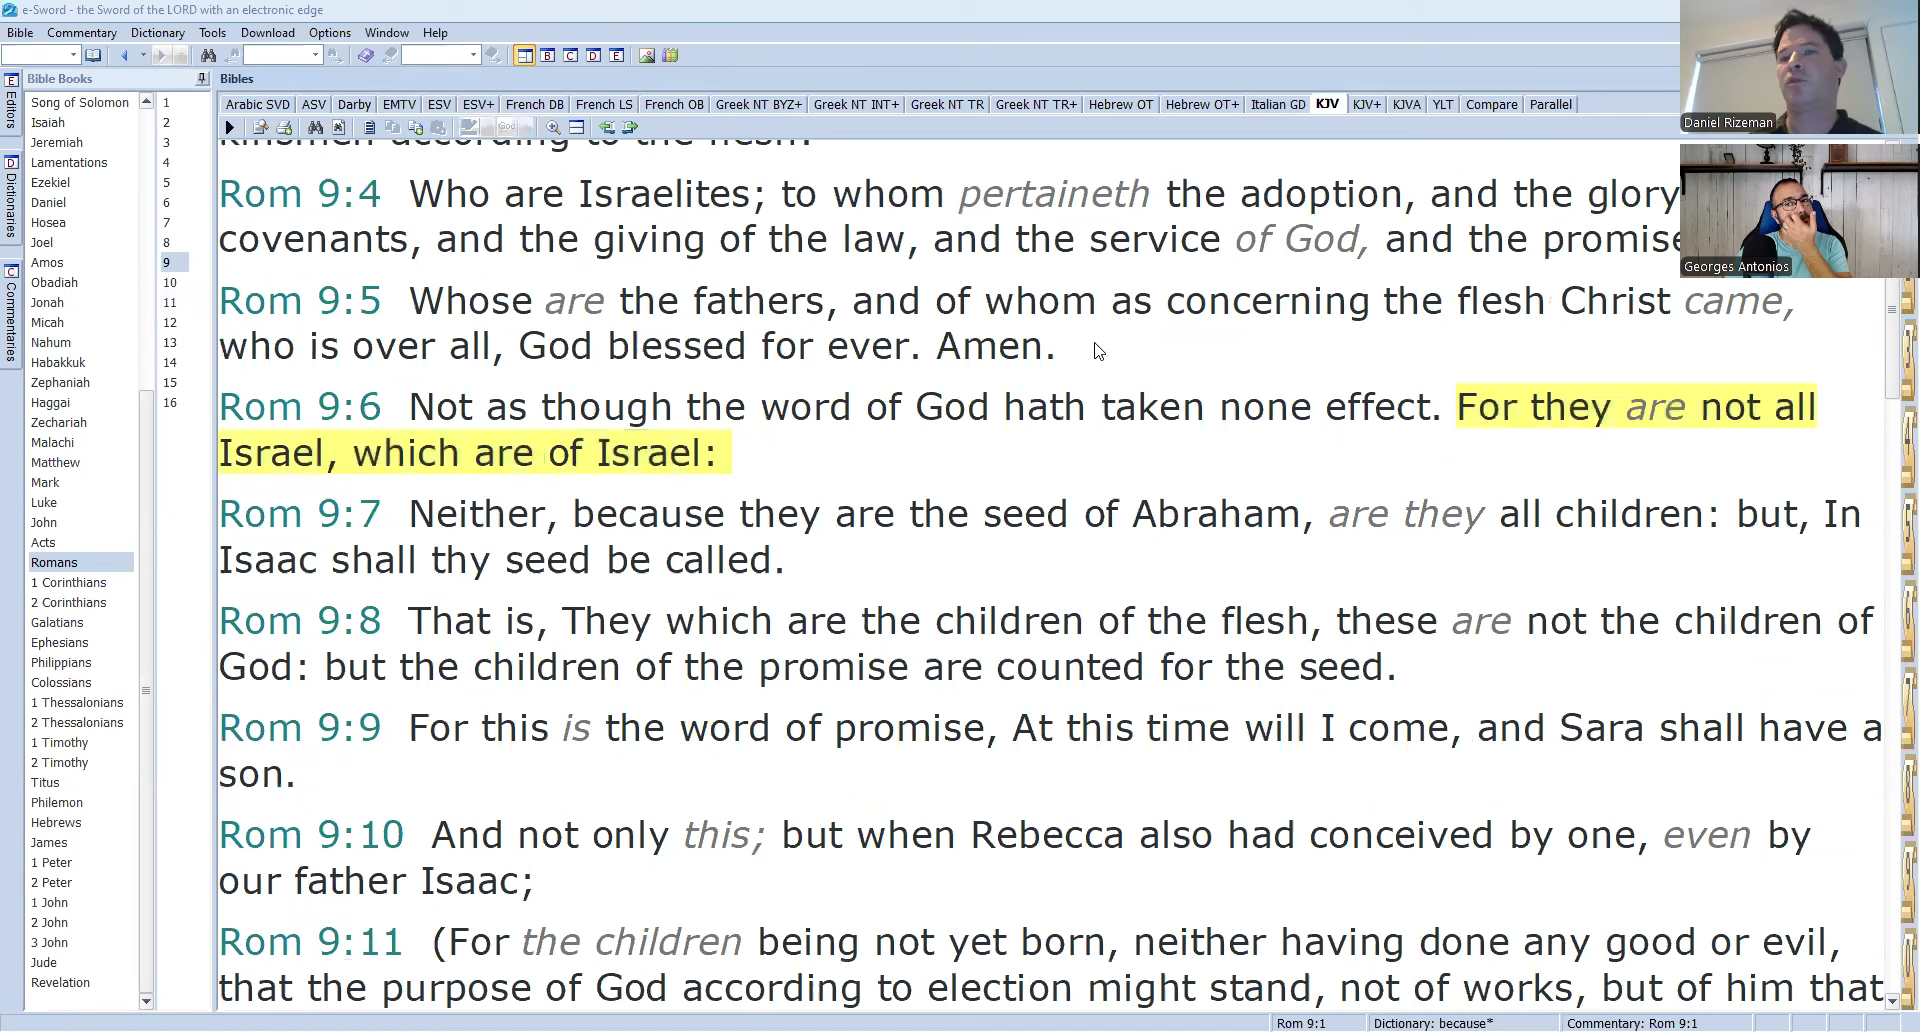 e-Sword - the Sword of the LORD with an electronic edge
Bible Commentary Dictionary Tools Download Options Window Help
Bible Books
Bibles
Arabic SVD ASV Darby EMTV ESV ESV+ French DB French LS French OB Greek NT BYZ+ Greek NT INT+ Greek NT TR Greek NT TR+ Hebrew OT Hebrew OT+ Italian GD KJV KJV+ KJVA YLT Compare Parallel
Editors
Dictionaries
Commentaries
Song of Solomon
Isaiah
Jeremiah
Lamentations
Ezekiel
Daniel
Hosea
Joel
Amos
Obadiah
Jonah
Micah
Nahum
Habakkuk
Zephaniah
Haggai
Zechariah
Malachi
Matthew
Mark
Luke
John
Acts
Romans
1 Corinthians
2 Corinthians
Galatians
Ephesians
Philippians
Colossians
1 Thessalonians
2 Thessalonians
1 Timothy
2 Timothy
Titus
Philemon
Hebrews
James
1 Peter
2 Peter
1 John
2 John
3 John
Jude
Revelation
1
2
3
4
5
6
7
8
9
10
11
12
13
14
15
16
kinsmen according to the flesh:
Rom 9:4 Who are Israelites; to whom pertaineth the adoption, and the glory
covenants, and the giving of the law, and the service of God, and the promise
Rom 9:5 Whose are the fathers, and of whom as concerning the flesh Christ came,
who is over all, God blessed for ever. Amen.
Rom 9:6 Not as though the word of God hath taken none effect. For they are not all
Israel, which are of Israel:
Rom 9:7 Neither, because they are the seed of Abraham, are they all children: but, In
Isaac shall thy seed be called.
Rom 9:8 That is, They which are the children of the flesh, these are not the children of
God: but the children of the promise are counted for the seed.
Rom 9:9 For this is the word of promise, At this time will I come, and Sara shall have a
son.
Rom 9:10 And not only this; but when Rebecca also had conceived by one, even by
our father Isaac;
Rom 9:11 (For the children being not yet born, neither having done any good or evil,
that the purpose of God according to election might stand, not of works, but of him that
Daniel Rizeman
Georges Antonios
Rom 9:1 Dictionary: because* Commentary: Rom 9:1